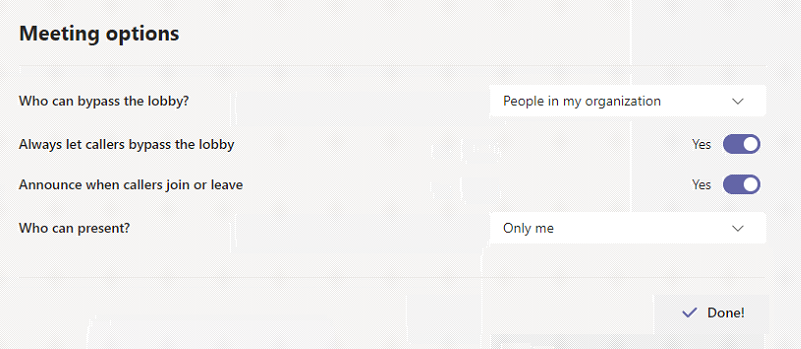 Meeting options
Who can bypass the lobby? People in my organization
Always let callers bypass the lobby Yes
Announce when callers join or leave Yes
Who can present? Only me
Done!